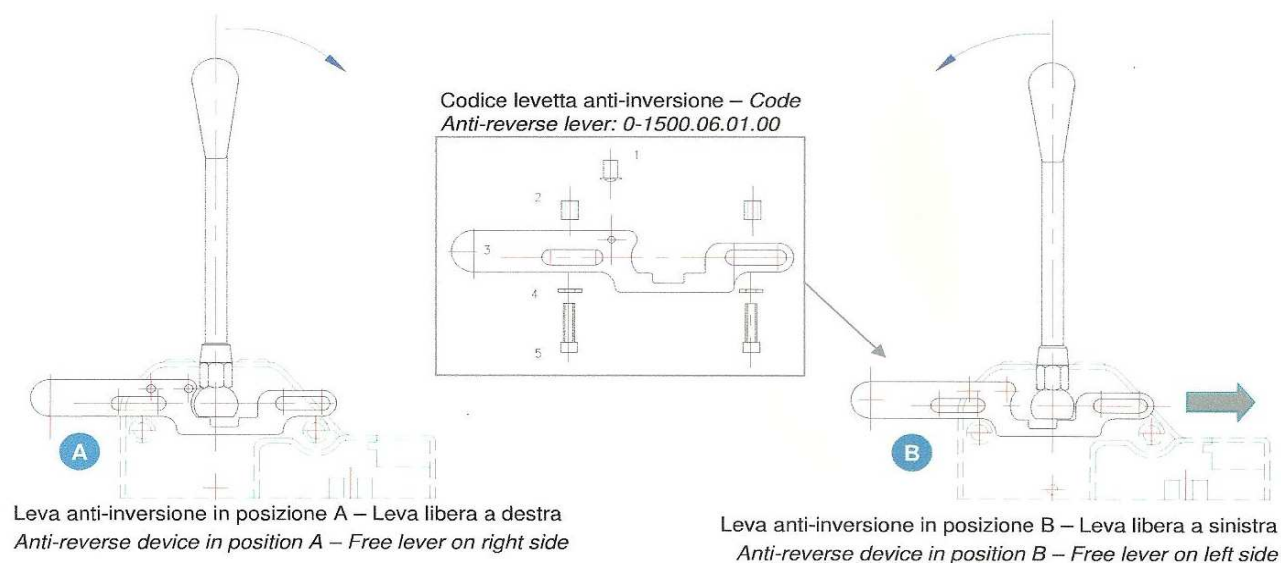 Codice levetta anti-inversione – Code
Anti-reverse lever: 0-1500.06.01.00
1
2
3
4
5
A
B
Leva anti-inversione in posizione A – Leva libera a destra
Anti-reverse device in position A – Free lever on right side
Leva anti-inversione in posizione B – Leva libera a sinistra
Anti-reverse device in position B – Free lever on left side